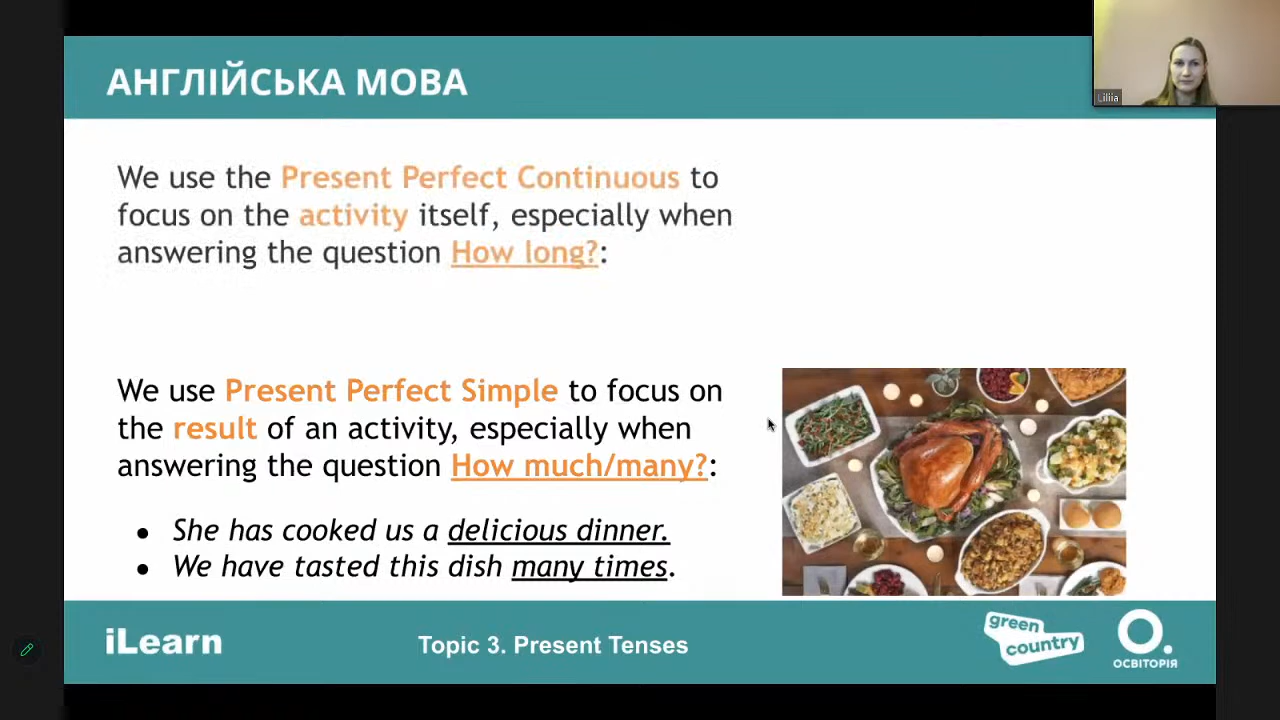 АНГЛІЙСЬКА МОВА
Liliia
We use the Present Perfect Continuous to
focus on the activity itself, especially when
answering the question How long?:
We use Present Perfect Simple to focus on
the result of an activity, especially when
answering the question How much/many?:
● She has cooked us a delicious dinner.
● We have tasted this dish many times.
iLearn
Topic 3. Present Tenses
green
country
ОСВІТОРІЯ